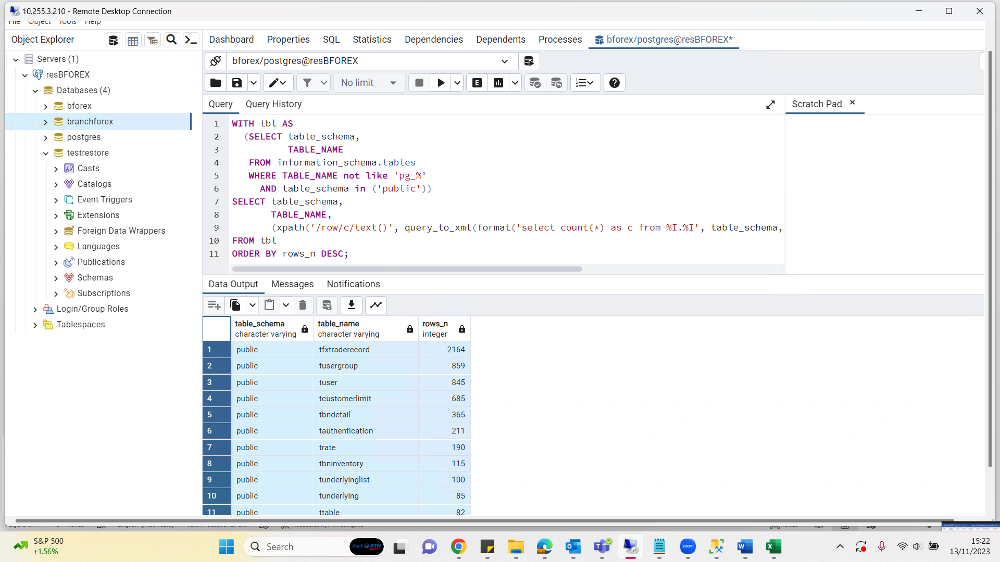 10.255.3.210 - Remote Desktop Connection
File Object Tools Help
Object Explorer
Dashboard Properties SQL Statistics Dependencies Dependents Processes bforex/postgres@resBFOREX*
Servers (1)
resBFOREX
Databases (4)
bforex
branchforex
postgres
testrestore
Casts
Catalogs
Event Triggers
Extensions
Foreign Data Wrappers
Languages
Publications
Schemas
Subscriptions
Login/Group Roles
Tablespaces
bforex/postgres@resBFOREX
No limit
E
Query Query History
Scratch Pad
1 WITH tbl AS
2 (SELECT table_schema,
3 TABLE_NAME
4 FROM information_schema.tables
5 WHERE TABLE_NAME not like 'pg_%'
6 AND table_schema in ('public'))
7 SELECT table_schema,
8 TABLE_NAME,
9 (xpath('/row/c/text()', query_to_xml(format('select count(*) as c from %I.%I', table_schema,
10 FROM tbl
11 ORDER BY rows_n DESC;
Data Output Messages Notifications
table_schema table_name rows_n
character varying character varying integer
1 public tfxtraderecord 2164
2 public tusergroup 859
3 public tuser 845
4 public tcustomerlimit 685
5 public tbndetail 365
6 public tauthentication 211
7 public trate 190
8 public tbninventory 115
9 public tunderlyinglist 100
10 public tunderlying 85
11 public ttable 82
S&P 500
+1,56%
Search
Bank BTN
zoom
15:22
13/11/2023